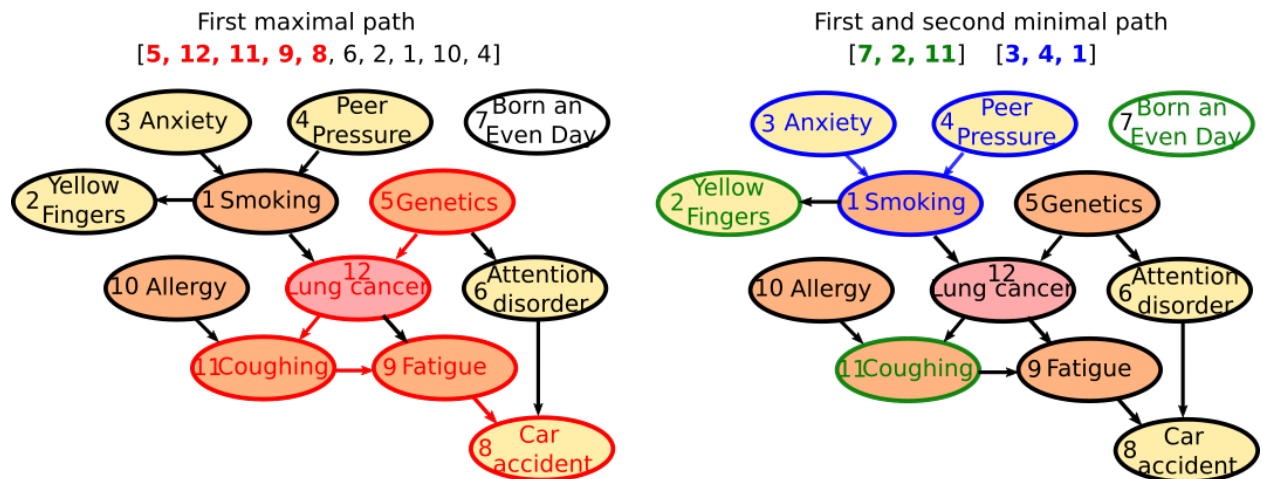 First maximal path
[5, 12, 11, 9, 8, 6, 2, 1, 10, 4]
3 Anxiety
4 Peer
Pressure
7 Born an
Even Day
2 Yellow
Fingers
1 Smoking
5 Genetics
10 Allergy
12
Lung cancer
6 Attention
disorder
11 Coughing
9 Fatigue
8 Car
accident
First and second minimal path
[7, 2, 11] [3, 4, 1]
3 Anxiety
4 Peer
Pressure
7 Born an
Even Day
2 Yellow
Fingers
1 Smoking
5 Genetics
10 Allergy
12
Lung cancer
6 Attention
disorder
11 Coughing
9 Fatigue
8 Car
accident